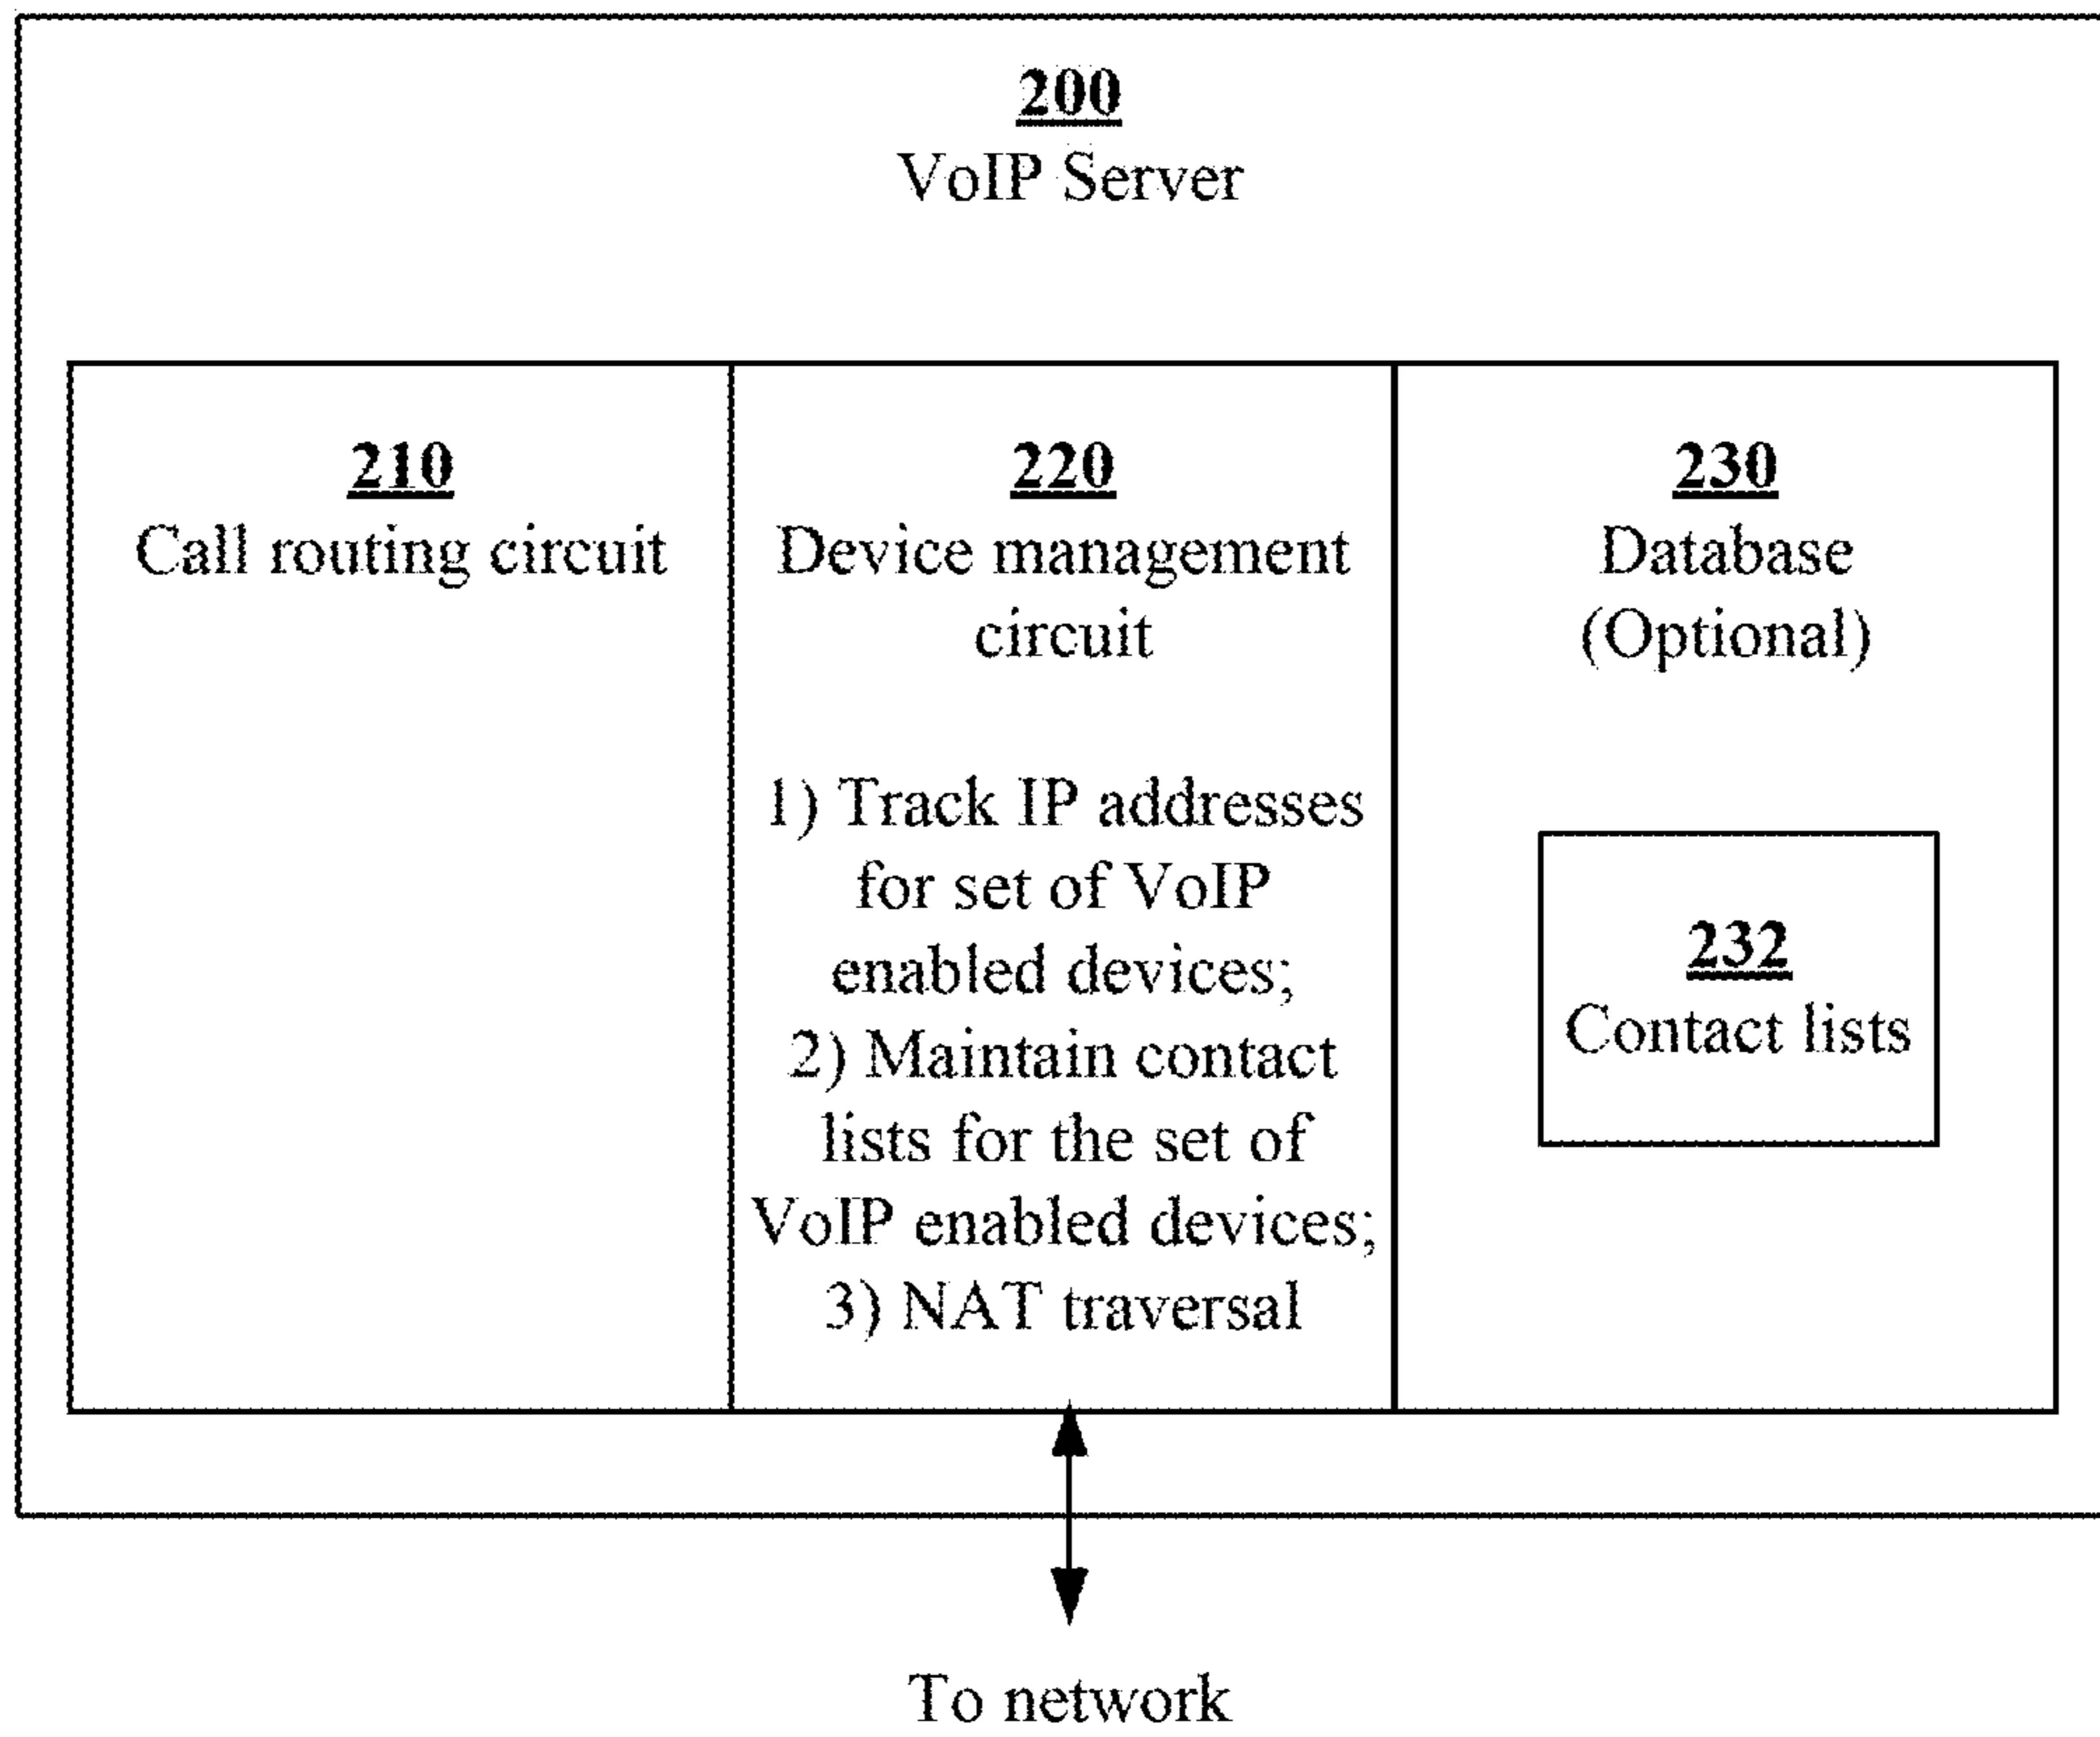 200
VoIP Server
210
Call routing circuit
220
Device management
circuit
1) Track IP addresses
for set of VoIP
enabled devices;
2) Maintain contact
lists for the set of
VoIP enabled devices;
3) NAT traversal
230
Database
(Optional)
232
Contact lists
To network